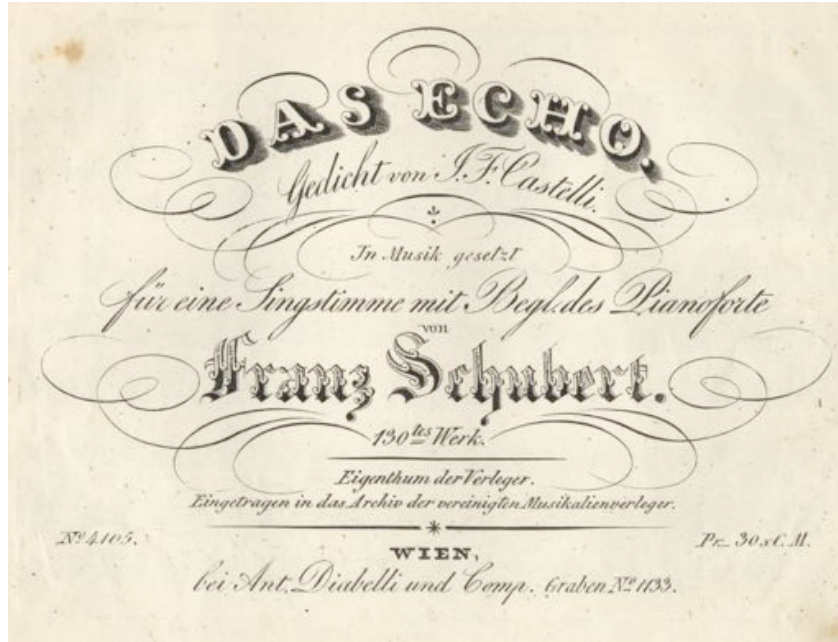 DAS ECHO.
Gedicht von I. F. Castelli.
In Musik gesetzt
für eine Singstimme mit Begl. des Pianoforte
von
Franz Schubert.
130tes Werk.
Eigenthum der Verleger.
Eingetragen in das Archiv der vereinigten Musikalienverleger.
No 4105.
Pr. 30 x C. M.
WIEN,
bei Ant. Diabelli und Comp. Graben No 1133.